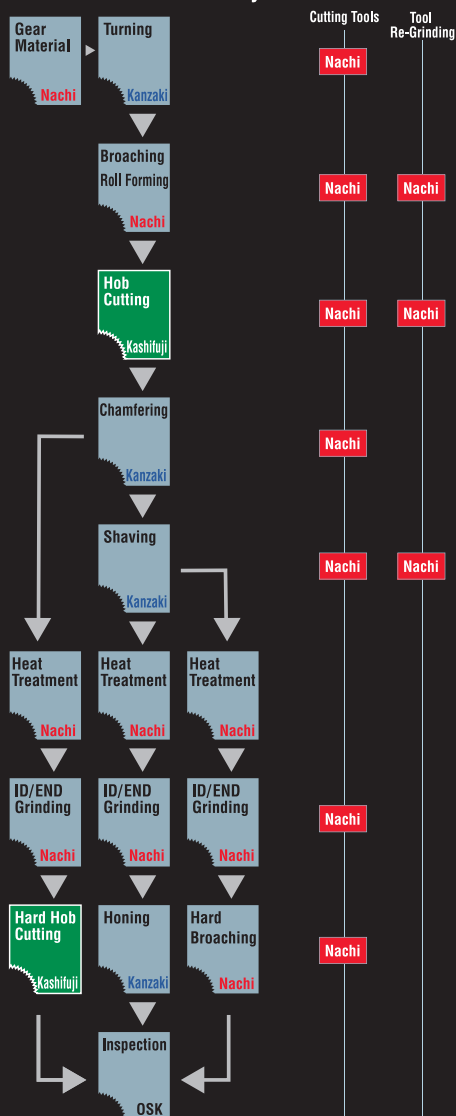 Cutting Tools
Tool
Re-Grinding
Gear
Material
Nachi
Turning
Kanzaki
Nachi
Broaching
Roll Forming
Nachi
Nachi
Nachi
Hob
Cutting
Kashifuji
Nachi
Nachi
Chamfering
Kanzaki
Nachi
Shaving
Kanzaki
Nachi
Nachi
Heat
Treatment
Nachi
Heat
Treatment
Nachi
Heat
Treatment
Nachi
ID/END
Grinding
Nachi
ID/END
Grinding
Nachi
ID/END
Grinding
Nachi
Nachi
Hard Hob
Cutting
Kashifuji
Honing
Kanzaki
Hard
Broaching
Nachi
Nachi
Inspection
OSK